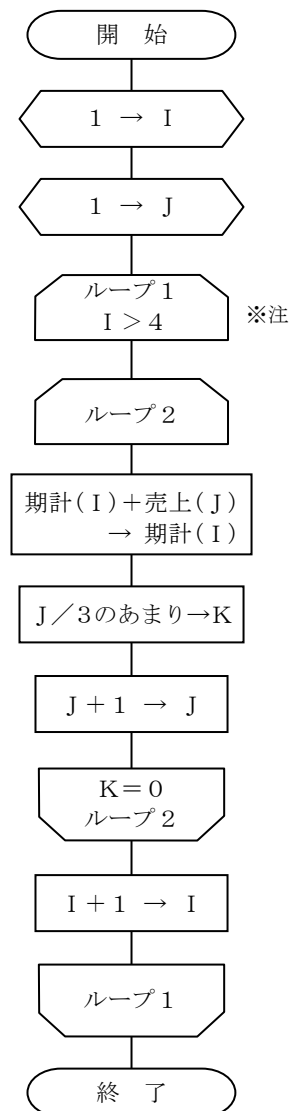 開 始
1 → I
1 → J
ループ1
I＞4
※注
ループ2
期計(I)＋売上(J)
→ 期計(I)
J／3のあまり→K
J＋1 → J
K＝0
ループ2
I＋1 → I
ループ1
終 了